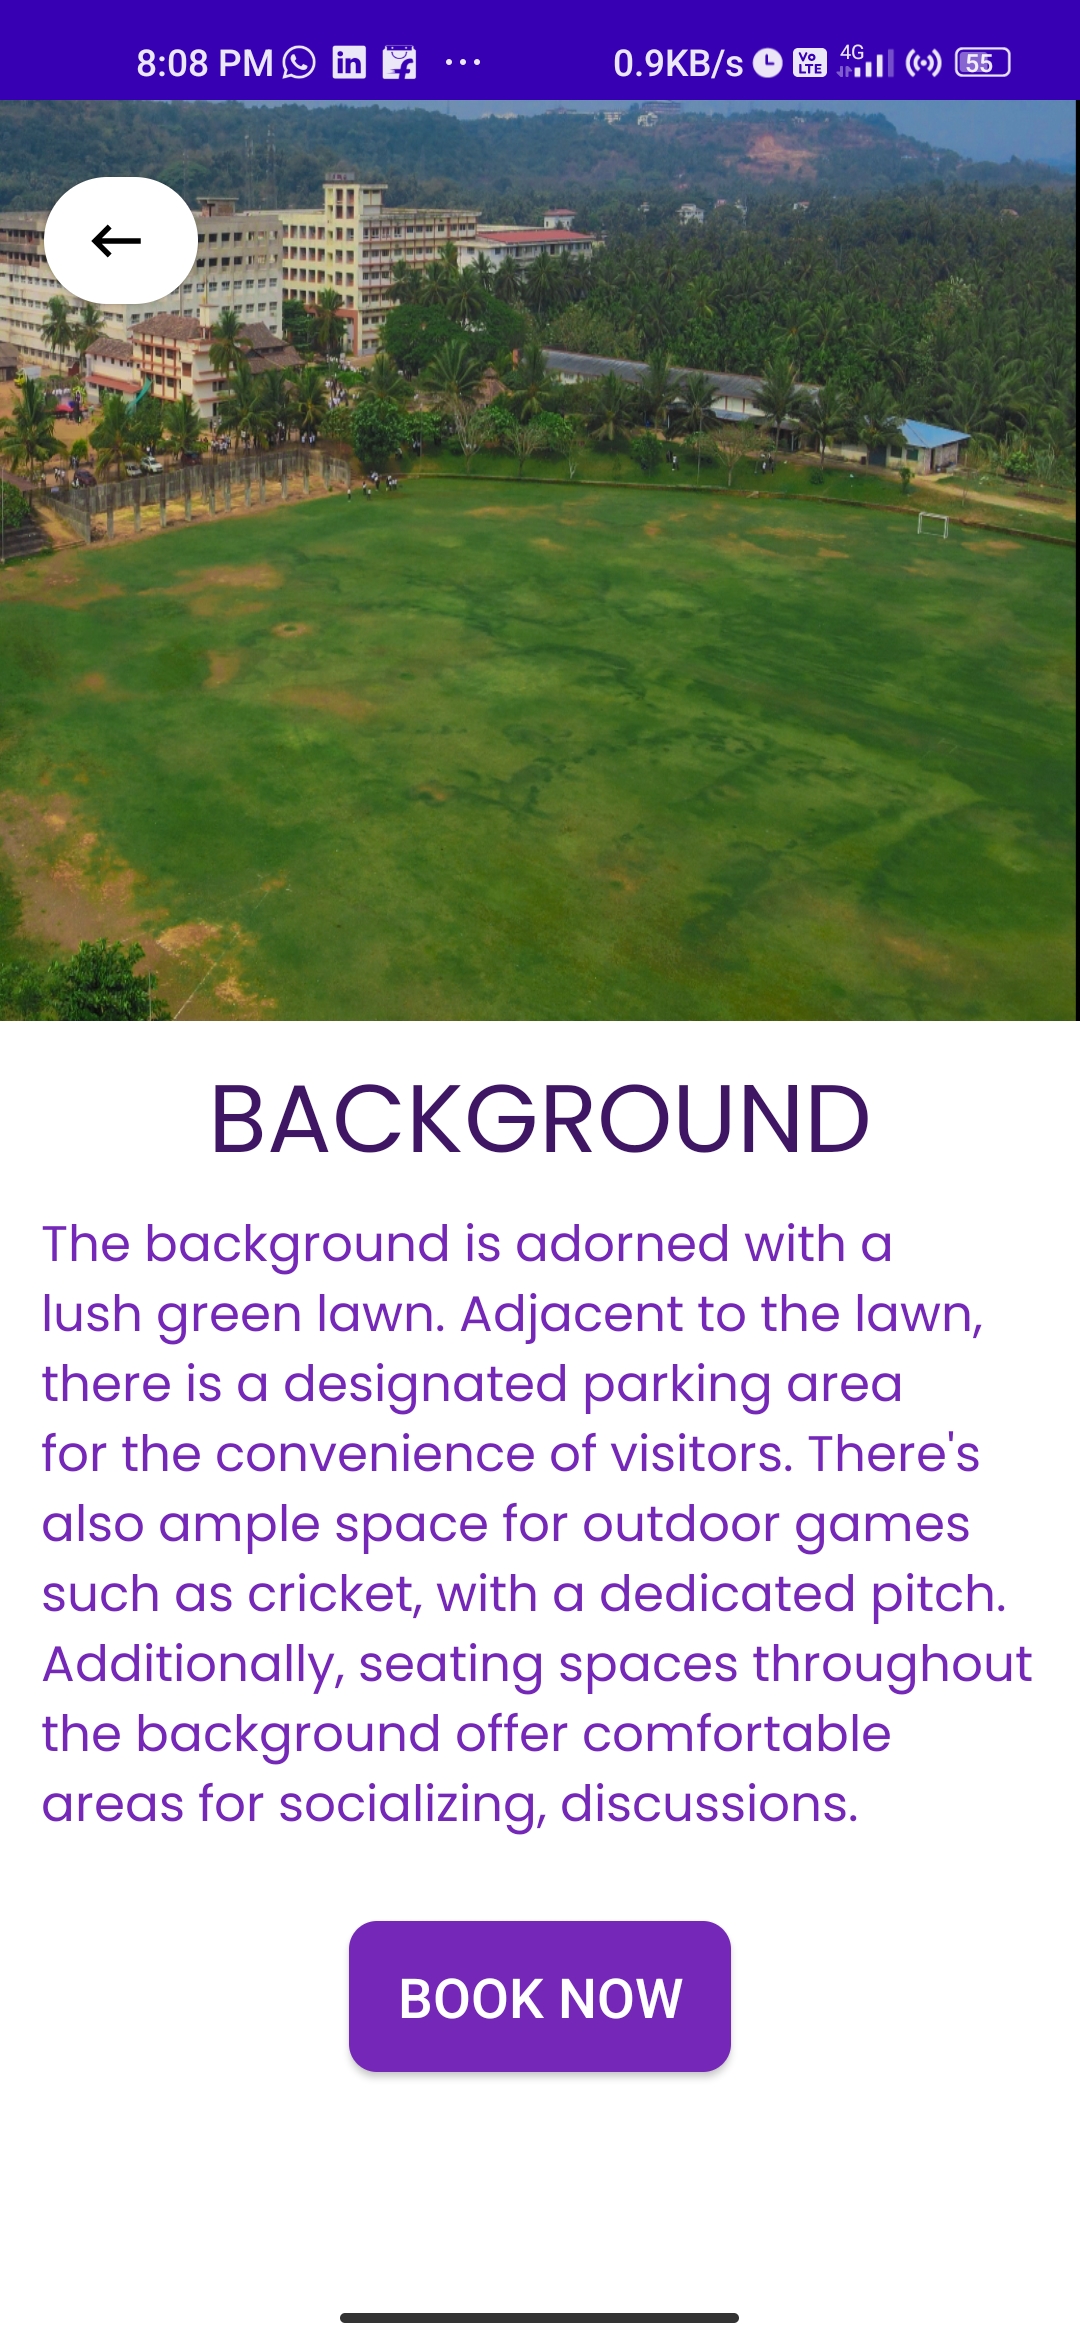 8:08 PM in ... 0.9KB/s Vo LTE 4G 55
BACKGROUND
The background is adorned with a
lush green lawn. Adjacent to the lawn,
there is a designated parking area
for the convenience of visitors. There's
also ample space for outdoor games
such as cricket, with a dedicated pitch.
Additionally, seating spaces throughout
the background offer comfortable
areas for socializing, discussions.
BOOK NOW